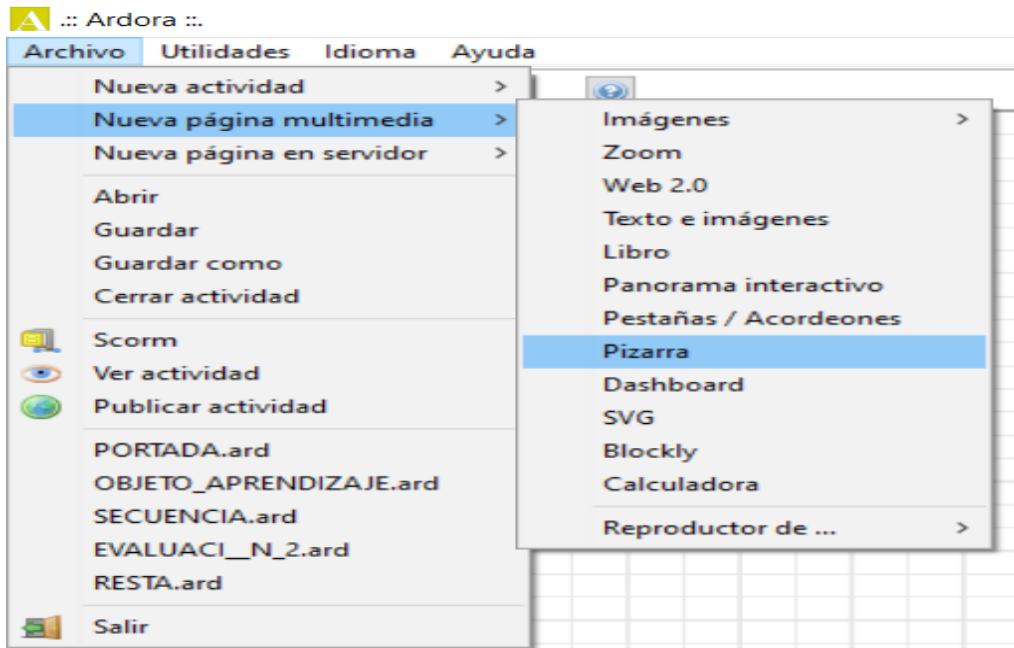 .:: Ardora ::.
Archivo Utilidades Idioma Ayuda
Nueva actividad >
Nueva página multimedia >
Nueva página en servidor >
Abrir
Guardar
Guardar como
Cerrar actividad
Scorm
Ver actividad
Publicar actividad
PORTADA.ard
OBJETO_APRENDIZAJE.ard
SECUENCIA.ard
EVALUACI__N_2.ard
RESTA.ard
Salir
Imágenes >
Zoom
Web 2.0
Texto e imágenes
Libro
Panorama interactivo
Pestañas / Acordeones
Pizarra
Dashboard
SVG
Blockly
Calculadora
Reproductor de ... >